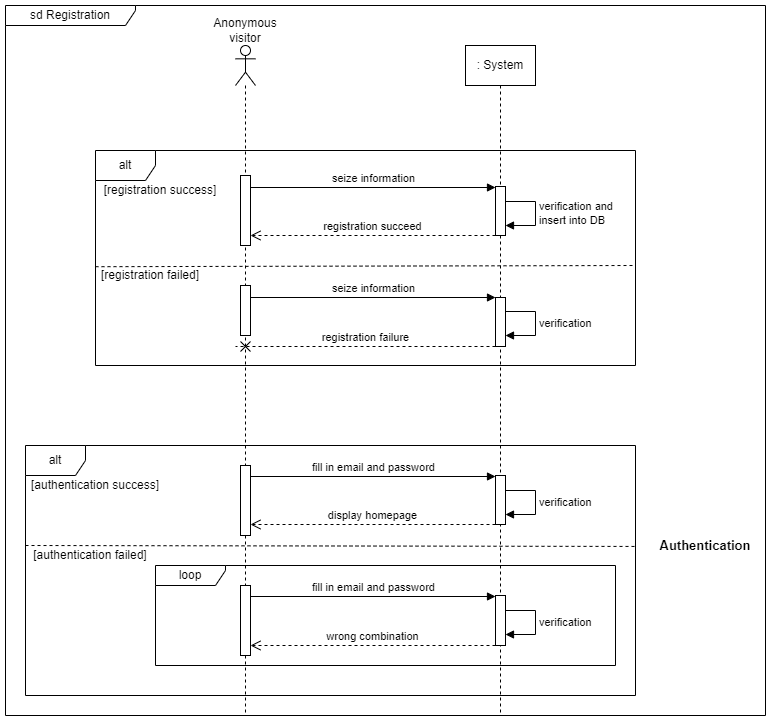 sd Registration
Anonymous
visitor
: System
alt
[registration success]
seize information
verification and
insert into DB
registration succeed
[registration failed]
seize information
verification
registration failure
alt
[authentication success]
fill in email and password
verification
display homepage
Authentication
[authentication failed]
loop
fill in email and password
verification
wrong combination